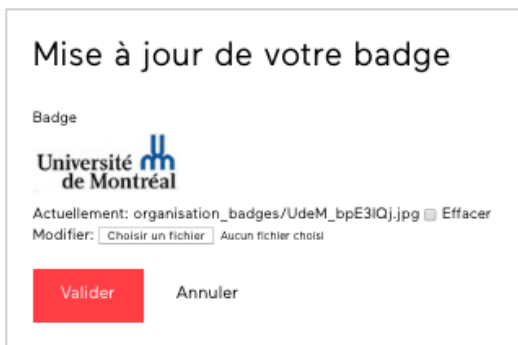 Mise à jour de votre badge
Badge
Université
de Montréal
Actuellement: organisation_badges/UdeM_bpE3lQj.jpg Effacer
Modifier: Choisir un fichier Aucun fichier choisi
Valider Annuler